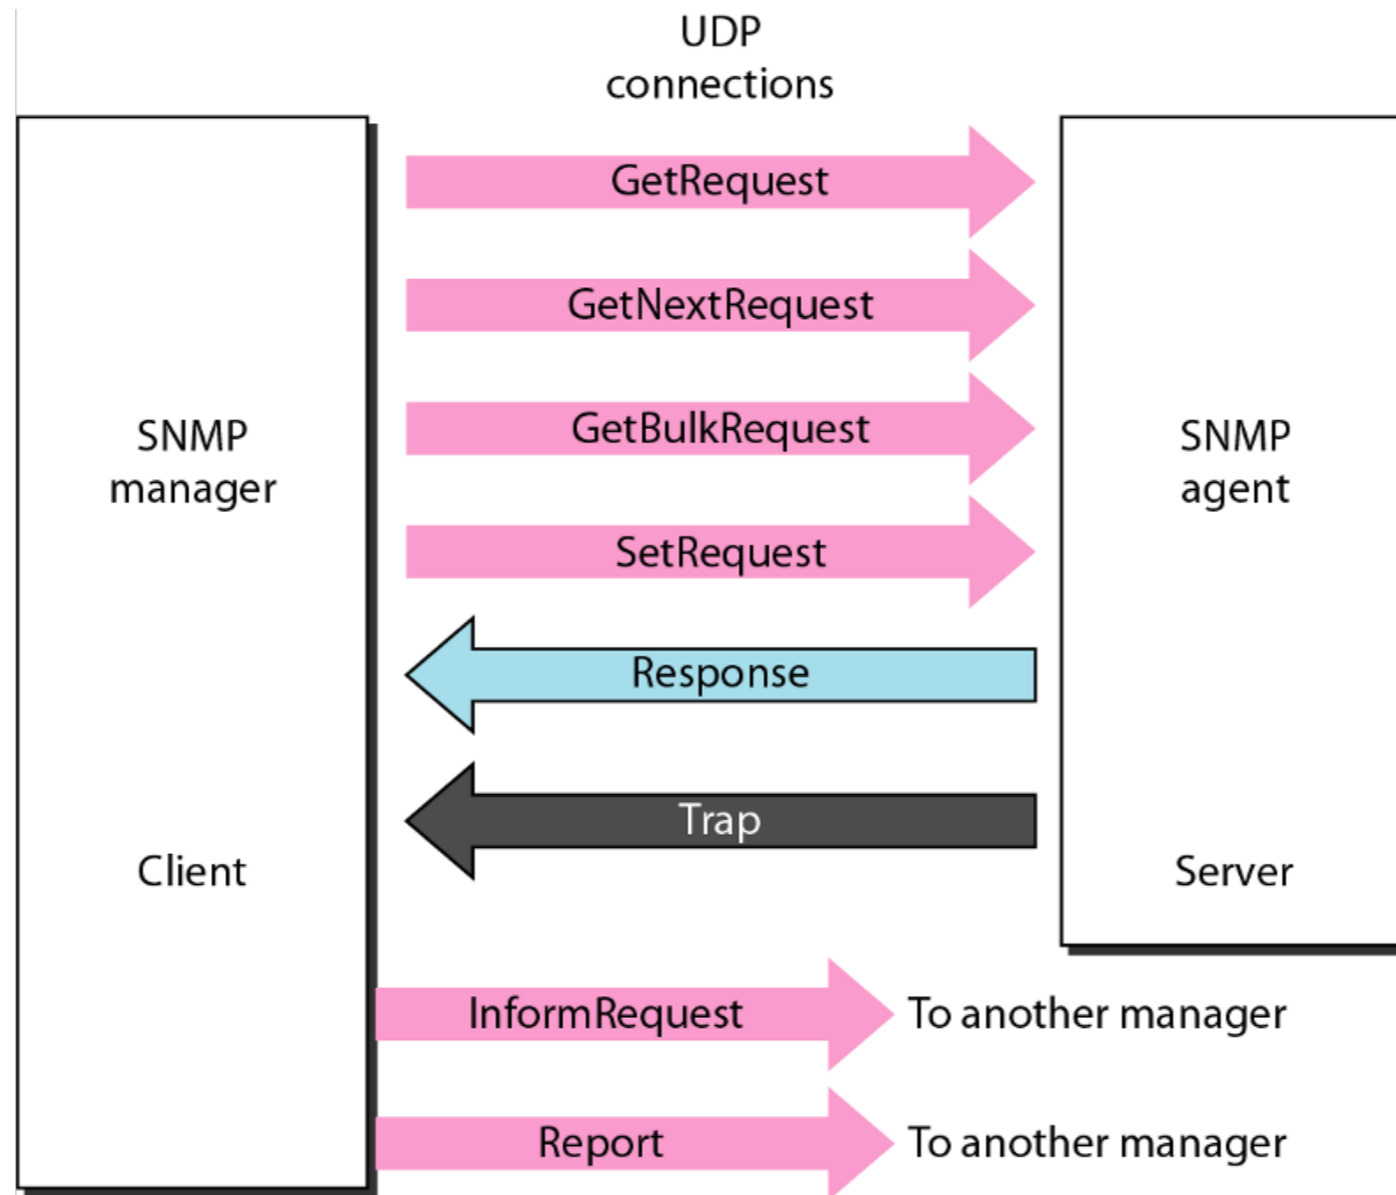 UDP
connections
GetRequest
GetNextRequest
GetBulkRequest
SNMP
manager
SNMP
agent
SetRequest
Response
Trap
Client
Server
InformRequest
To another manager
Report
To another manager